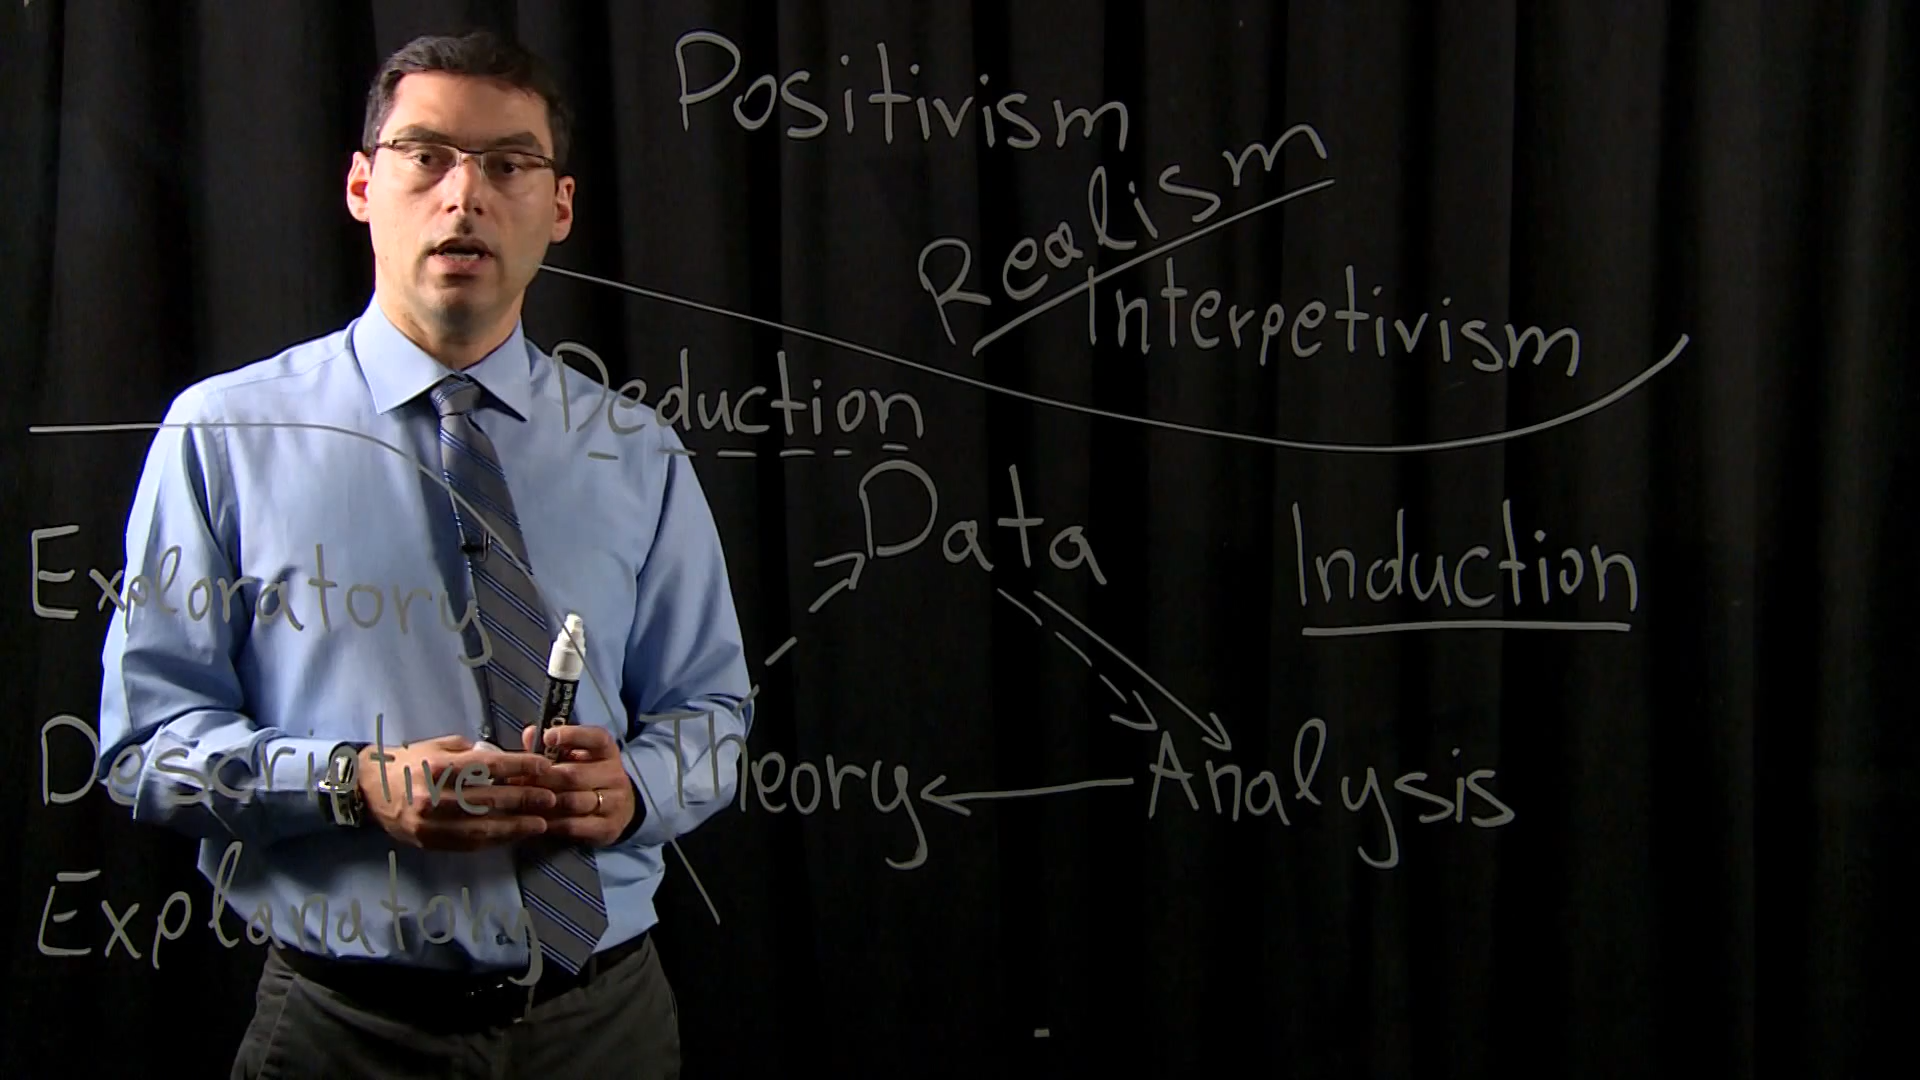 Positivism
Realism
Interpetivism
Deduction
Data
Induction
Exploratory
Descriptive
Theory
Analysis
Explanatory